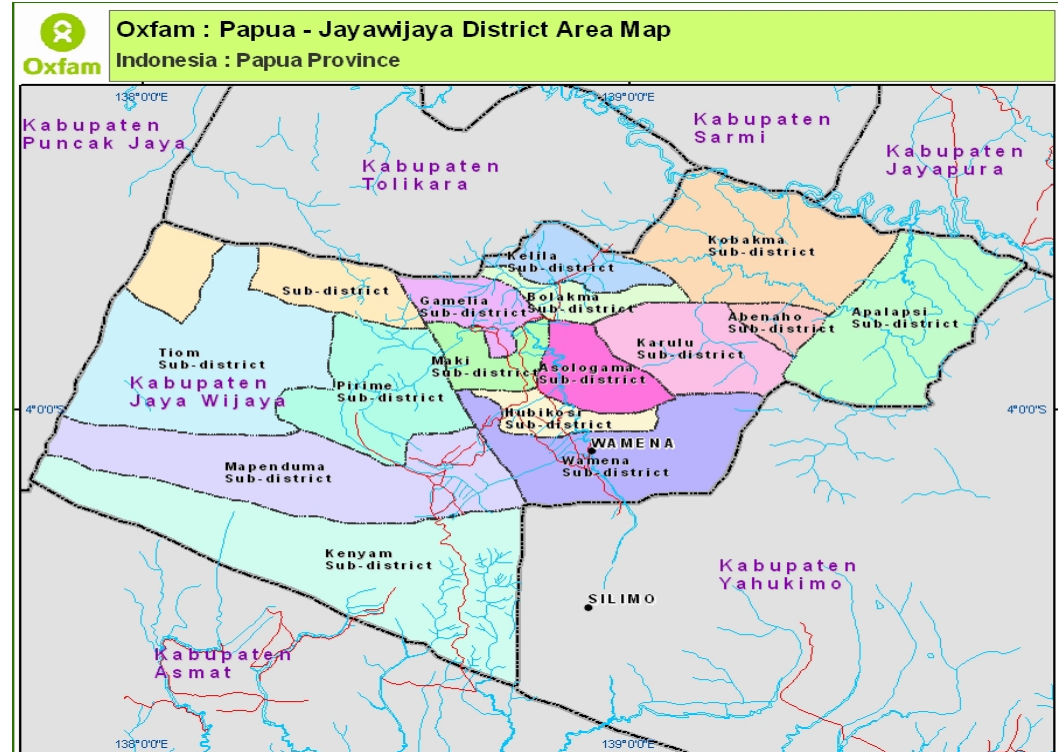 Oxfam
Oxfam : Papua - Jayawijaya District Area Map
Indonesia : Papua Province
138°0'0"E
139°0'0"E
Kabupaten
Puncak Jaya
Kabupaten
Tolikara
Kabupaten
Sarmi
Kabupaten
Jayapura
Kobakma
Sub-district
Kelila
Sub-district
Sub-district
Gamelia
Sub-district
Bolakma
Sub-district
Abenaho
Sub-district
Apalapsi
Sub-district
Tiom
Sub-district
Kabupaten
Jaya Wijaya
Pirime
Sub-district
Maki
Sub-district
Asologama
Sub-district
Karulu
Sub-district
4°0'0"S
4°0'0"S
Hubikosi
Sub-district
WAMENA
Wamena
Sub-district
Mapenduma
Sub-district
Kenyam
Sub-district
Kabupaten
Yahukimo
SILIMO
Kabupaten
Asmat
138°0'0"E
139°0'0"E